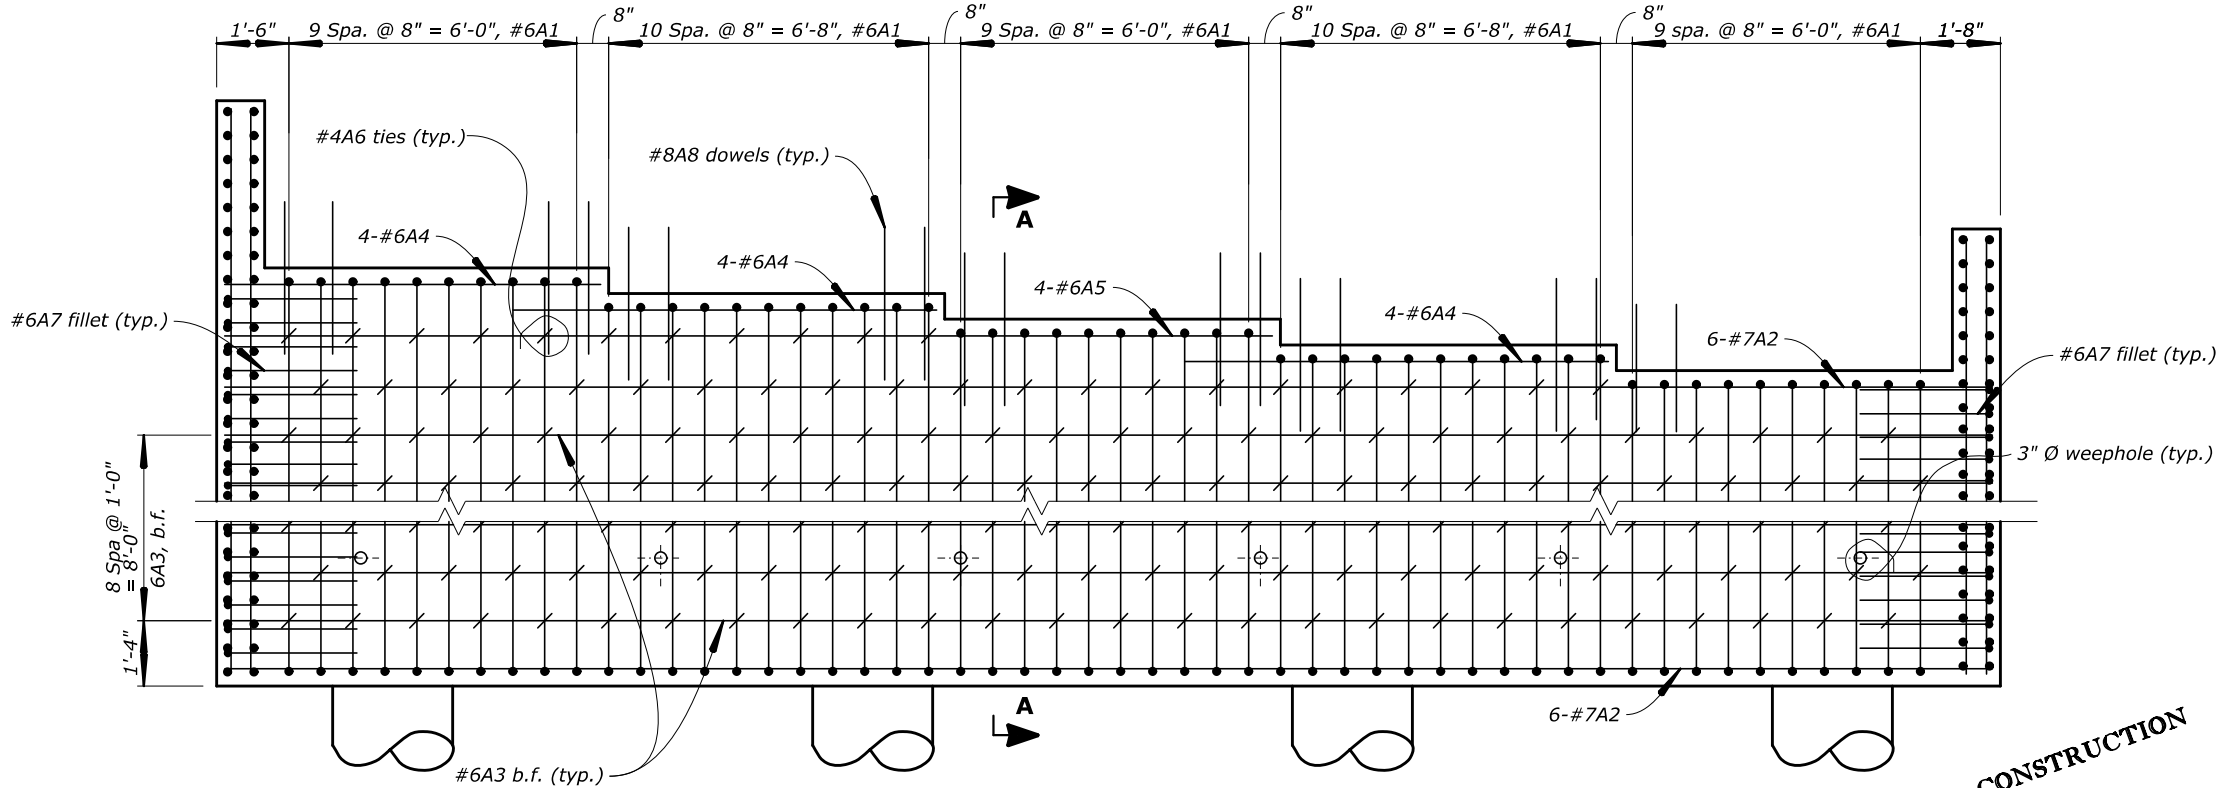 8"
8"
8"
8"
1'-6"
9 Spa. @ 8" = 6'-0", #6A1
10 Spa. @ 8" = 6'-8", #6A1
9 Spa. @ 8" = 6'-0", #6A1
10 Spa. @ 8" = 6'-8", #6A1
9 spa. @ 8" = 6'-0", #6A1
1'-8"
#4A6 ties (typ.)
#8A8 dowels (typ.)
A
4-#6A4
4-#6A4
4-#6A5
4-#6A4
#6A7 fillet (typ.)
6-#7A2
#6A7 fillet (typ.)
3" Ø weephole (typ.)
8 Spa @ 1'-0"
= 8'-0"
6A3, b.f.
1'-4"
A
6-#7A2
#6A3 b.f. (typ.)
CONSTRUCTION